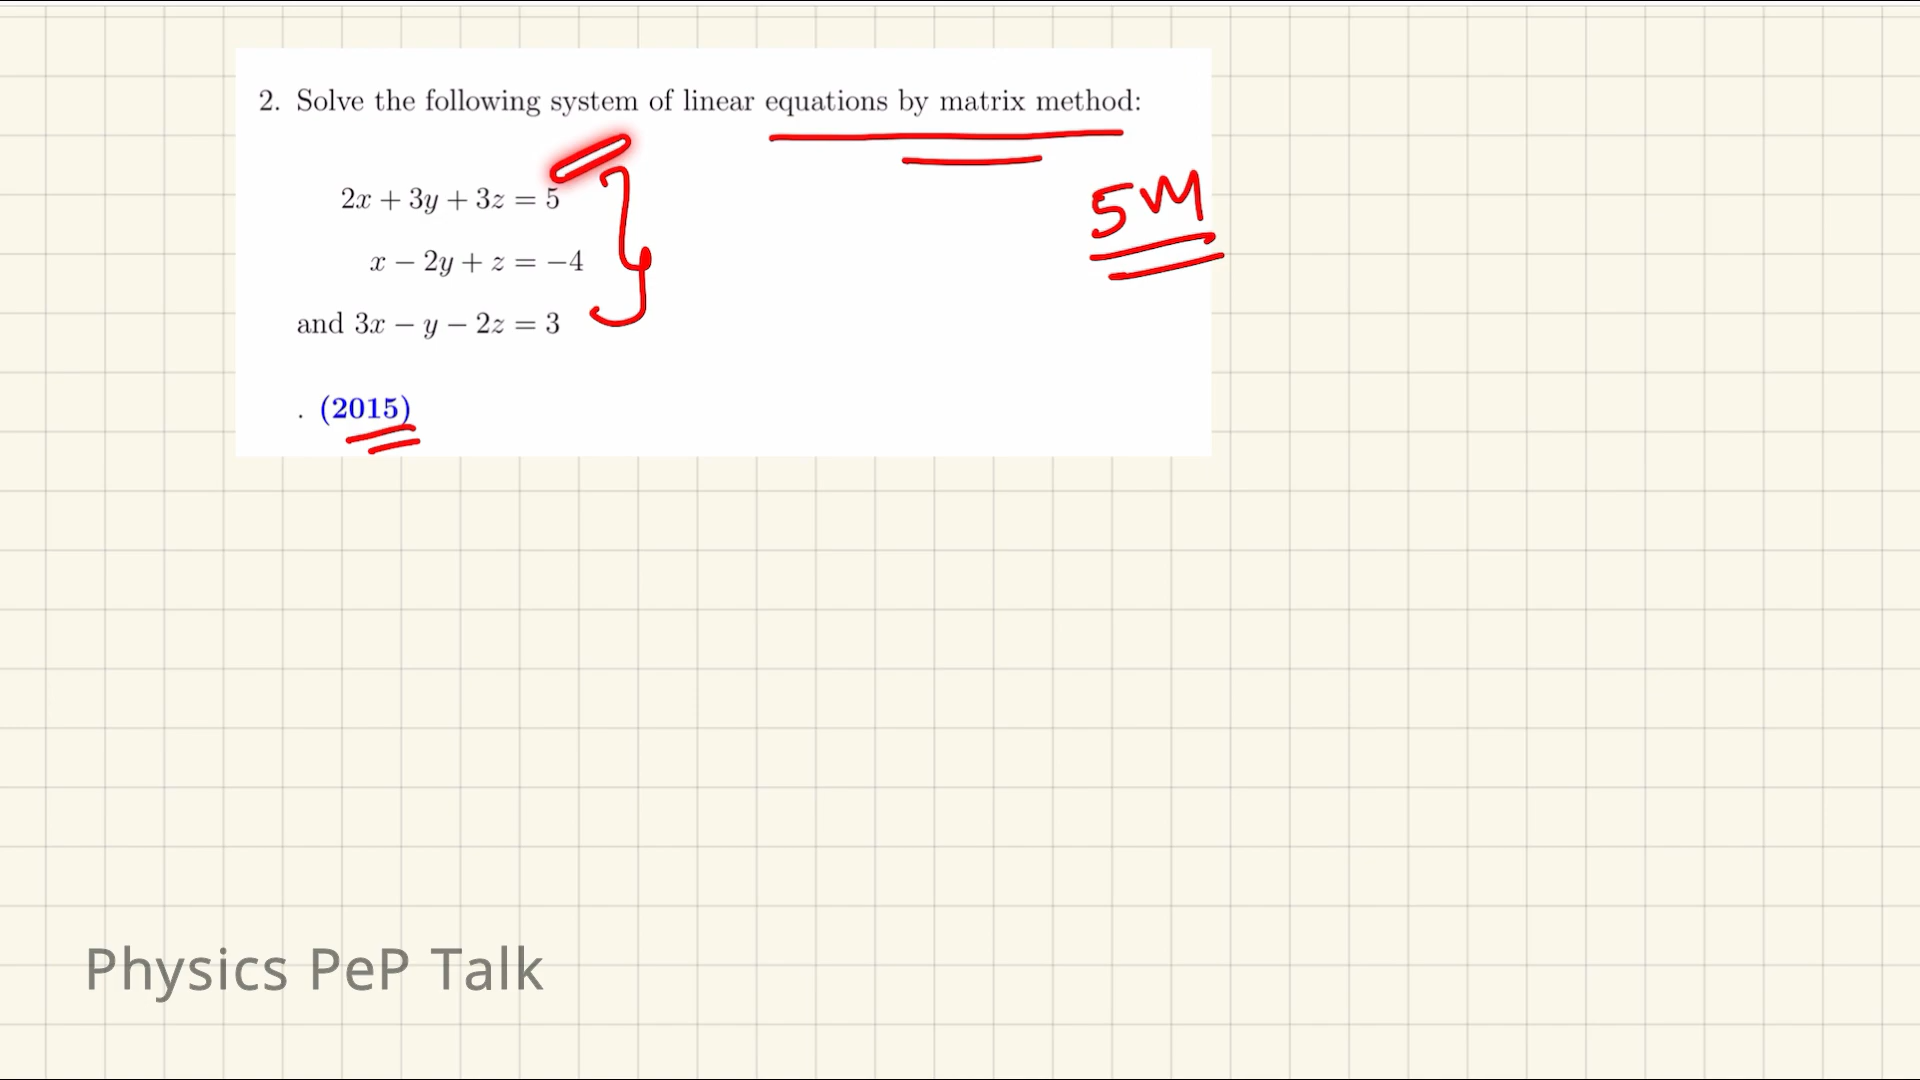 2. Solve the following system of linear equations by matrix method:
2x + 3y + 3z = 5
5M
x − 2y + z = −4
and 3x − y − 2z = 3
. (2015)
Physics PeP Talk